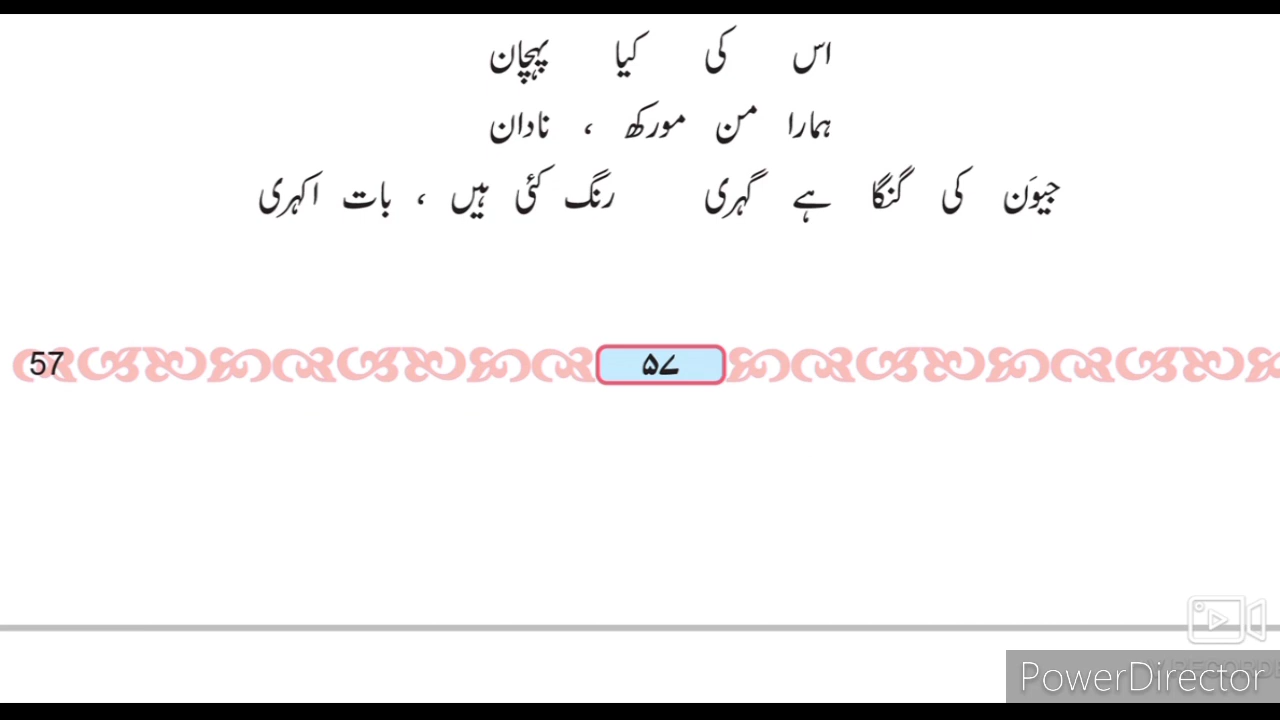 اس کی کیا پہچان
ہمارا من مورکھ ، نادان
جیوَن کی گنگا ہے گہری رنگ کئی ہیں ، بات اکہری
57
۵۷
PowerDirector